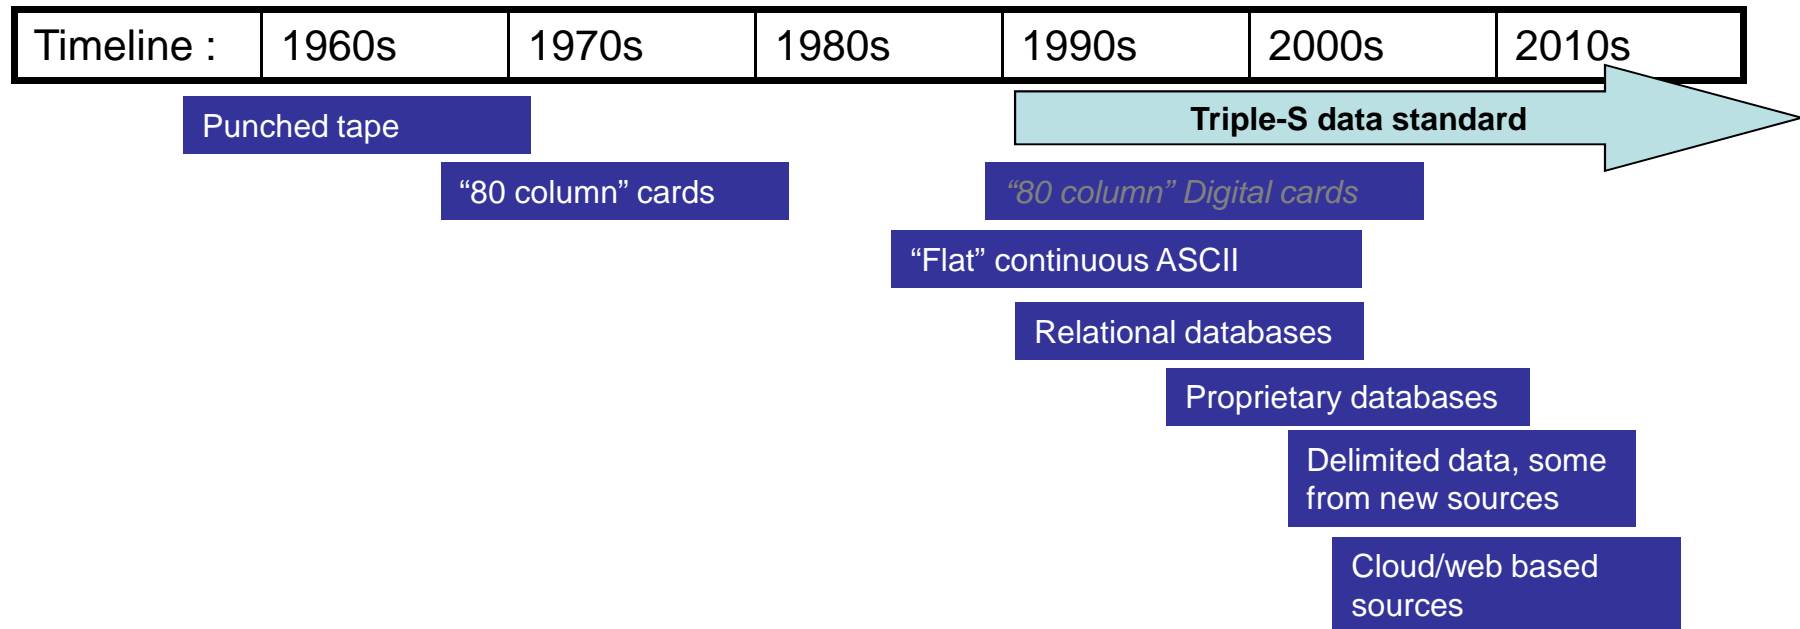 Timeline : 1960s 1970s 1980s 1990s 2000s 2010s
Triple-S data standard
Punched tape
“80 column” cards
“80 column” Digital cards
“Flat” continuous ASCII
Relational databases
Proprietary databases
Delimited data, some
from new sources
Cloud/web based
sources